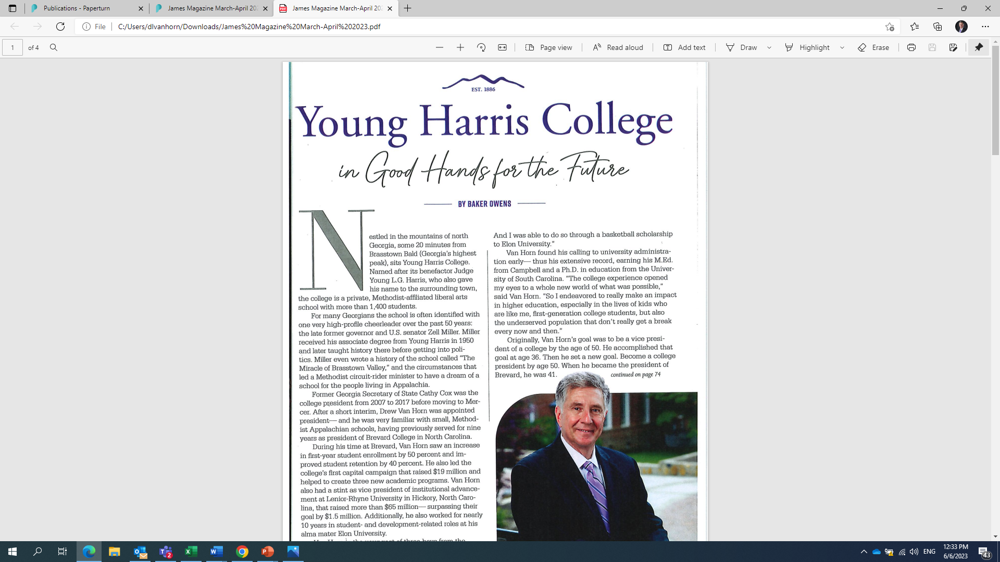 Publications - Paperturn
James Magazine March-April 202
James Magazine March-April 202
File
C:/Users/dlvanhorn/Downloads/James%20Magazine%20March-April%202023.pdf
1 of 4
Page view
Read aloud
Add text
Draw
Highlight
Erase
EST. 1886
Young Harris College
in Good Hands for the Future
BY BAKER OWENS
Nestled in the mountains of north
Georgia, some 20 minutes from
Brasstown Bald (Georgia's highest
peak), sits Young Harris College.
Named after its benefactor Judge
Young L.G. Harris, who also gave
his name to the surrounding town,
the college is a private, Methodist-affiliated liberal arts
school with more than 1,400 students.
For many Georgians the school is often identified with
one very high-profile cheerleader over the past 50 years:
the late former governor and U.S. senator Zell Miller. Miller
received his associate degree from Young Harris in 1950
and later taught history there before getting into poli-
tics. Miller even wrote a history of the school called “The
Miracle of Brasstown Valley,” and the circumstances that
led a Methodist circuit-rider minister to have a dream of a
school for the people living in Appalachia.
Former Georgia Secretary of State Cathy Cox was the
college president from 2007 to 2017 before moving to Mer-
cer. After a short interim, Drew Van Horn was appointed
president— and he was very familiar with small, Method-
ist Appalachian schools, having previously served for nine
years as president of Brevard College in North Carolina.
During his time at Brevard, Van Horn saw an increase
in first-year student enrollment by 50 percent and im-
proved student retention by 40 percent. He also led the
college's first capital campaign that raised $19 million and
helped to create three new academic programs. Van Horn
also had a stint as vice president of institutional advance-
ment at Lenior-Rhyne University in Hickory, North Caro-
lina, that raised more than $65 million— surpassing their
goal by $1.5 million. Additionally, he also worked for nearly
10 years in student- and development-related roles at his
alma mater Elon University.
And I was able to do so through a basketball scholarship
to Elon University.”
Van Horn found his calling to university administra-
tion early— thus his extensive record, earning his M.Ed.
from Campbell and a Ph.D. in education from the Univer-
sity of South Carolina. “The college experience opened
my eyes to a whole new world of what was possible,”
said Van Horn. “So I endeavored to really make an impact
in higher education, especially in the lives of kids who
are like me, first-generation college students, but also
the underserved population that don't really get a break
every now and then.”
Originally, Van Horn's goal was to be a vice presi-
dent of a college by the age of 50. He accomplished that
goal at age 36. Then he set a new goal. Become a college
president by age 50. When he became the president of
Brevard, he was 41.
continued on page 74
ENG
12:33 PM
6/6/2023
43